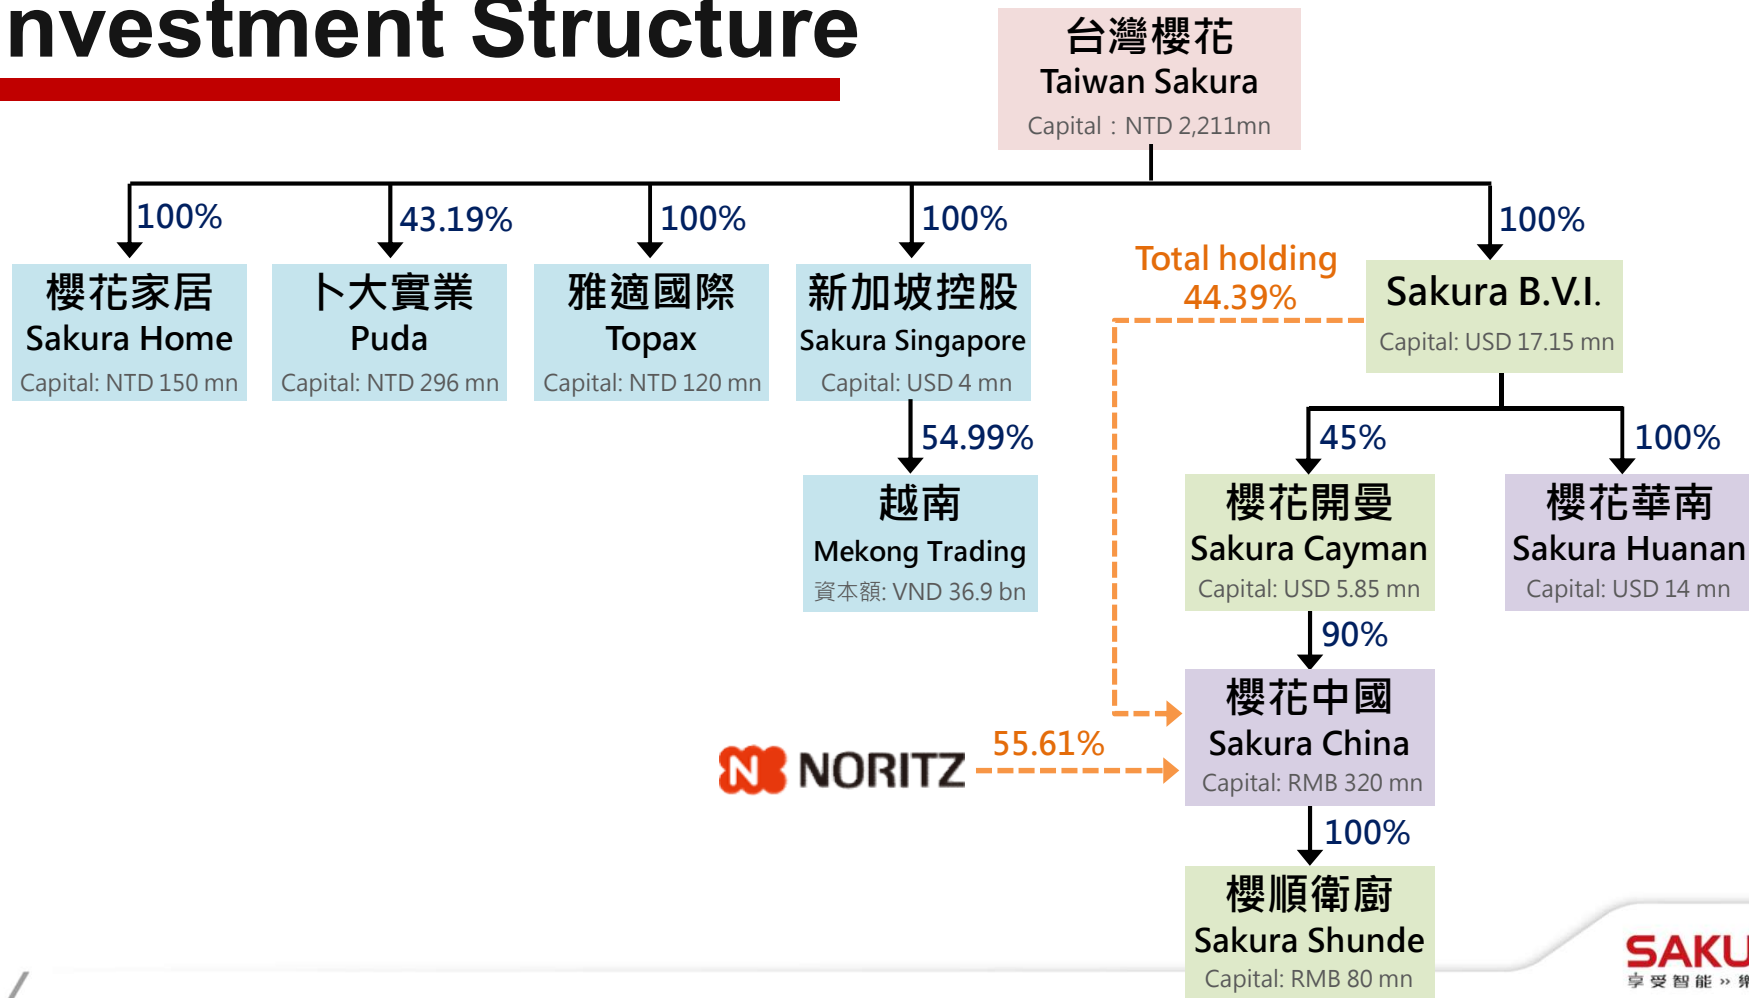 nvestment Structure
台灣櫻花
Taiwan Sakura
Capital：NTD 2,211mn
100%
43.19%
100%
100%
100%
櫻花家居
Sakura Home
Capital: NTD 150 mn
卜大實業
Puda
Capital: NTD 296 mn
雅適國際
Topax
Capital: NTD 120 mn
新加坡控股
Sakura Singapore
Capital: USD 4 mn
Total holding
44.39%
Sakura B.V.I.
Capital: USD 17.15 mn
54.99%
45%
100%
越南
Mekong Trading
資本額: VND 36.9 bn
櫻花開曼
Sakura Cayman
Capital: USD 5.85 mn
櫻花華南
Sakura Huanan
Capital: USD 14 mn
90%
櫻花中國
Sakura China
Capital: RMB 320 mn
N NORITZ
55.61%
100%
櫻順衛廚
Sakura Shunde
Capital: RMB 80 mn
SAKU
享受智能»